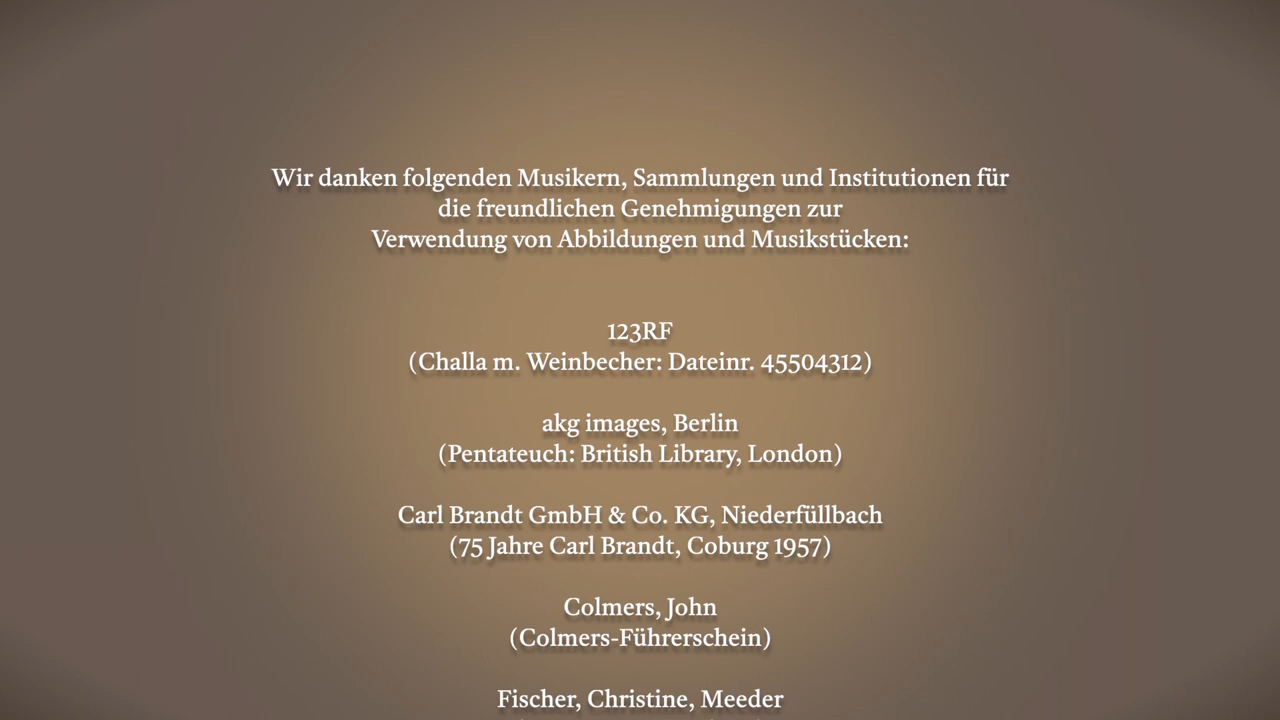 Wir danken folgenden Musikern, Sammlungen und Institutionen für
die freundlichen Genehmigungen zur
Verwendung von Abbildungen und Musikstücken:
123RF
(Challa m. Weinbecher: Dateinr. 45504312)
akg images, Berlin
(Pentateuch: British Library, London)
Carl Brandt GmbH & Co. KG, Niederfüllbach
(75 Jahre Carl Brandt, Coburg 1957)
Colmers, John
(Colmers-Führerschein)
Fischer, Christine, Meeder